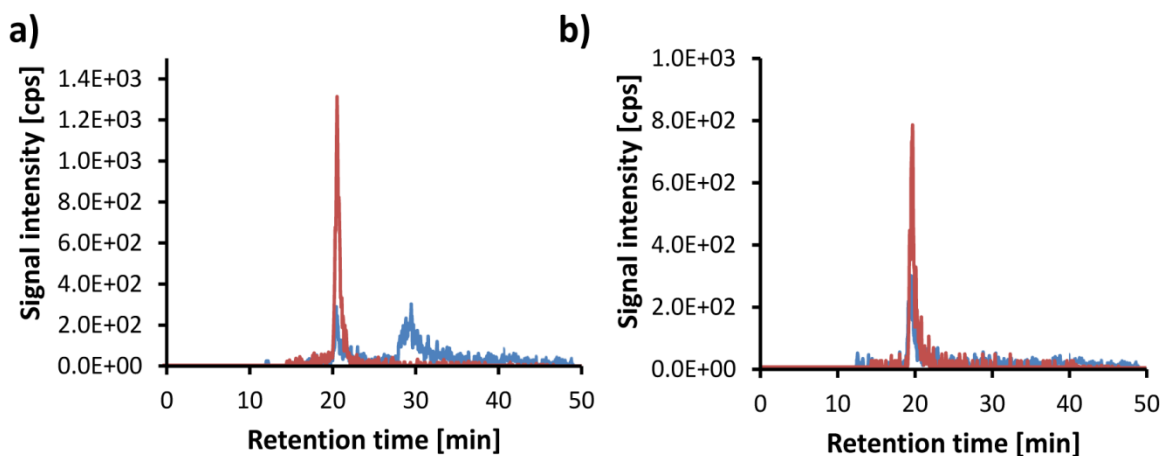 a)
Signal intensity [cps]
1.4E+03
1.2E+03
1.0E+03
8.0E+02
6.0E+02
4.0E+02
2.0E+02
0.0E+00
0 10 20 30 40 50
Retention time [min]
b)
Signal intensity [cps]
1.0E+03
8.0E+02
6.0E+02
4.0E+02
2.0E+02
0.0E+00
0 10 20 30 40 50
Retention time [min]